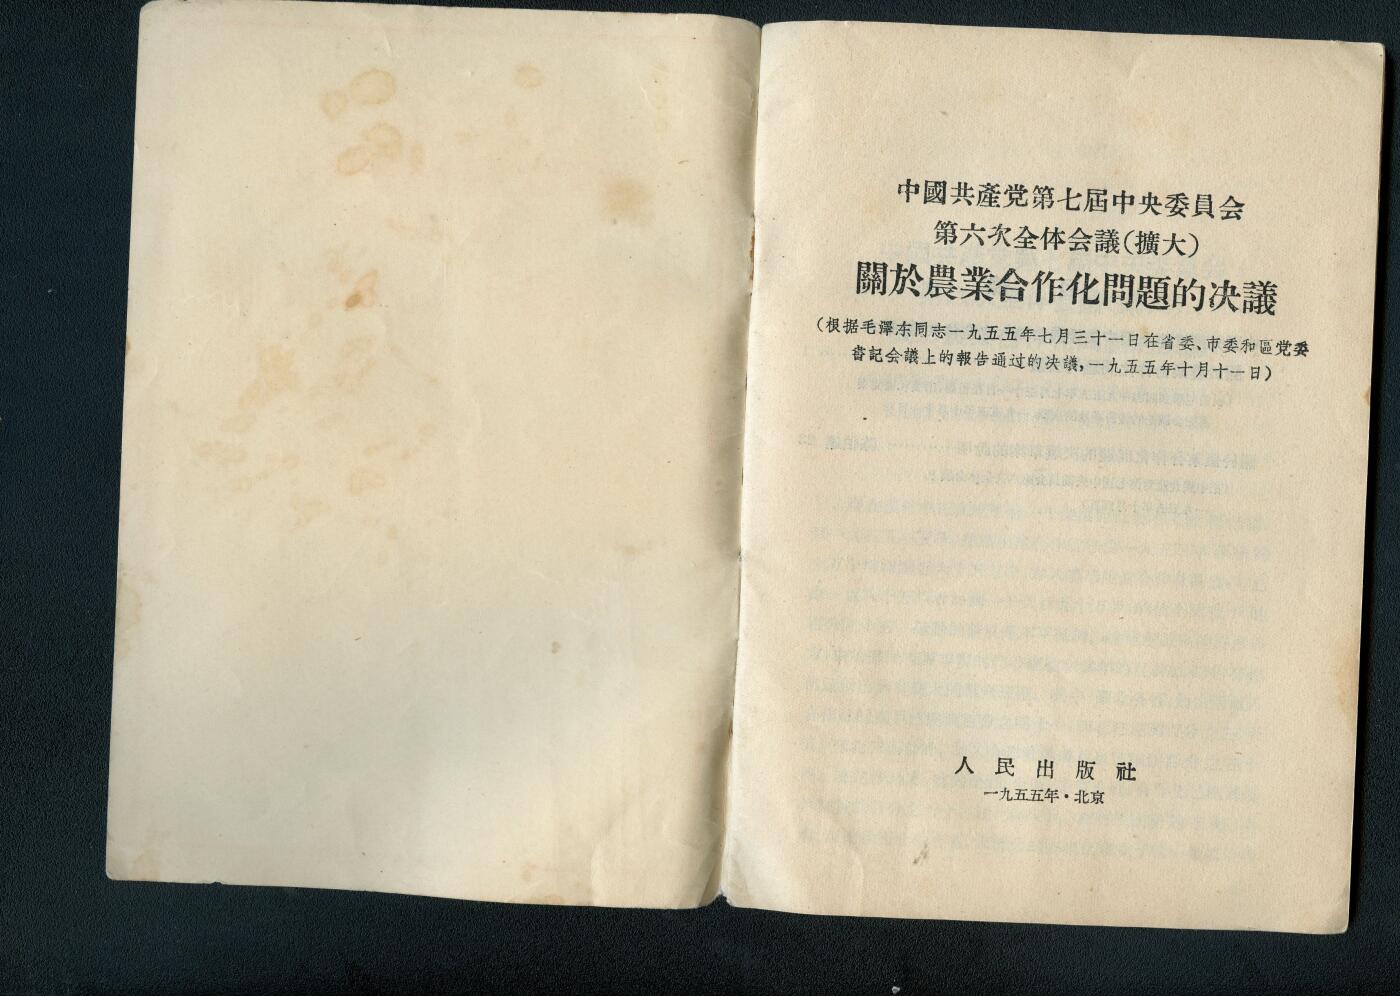 中國共產党第七屆中央委員会
第六次全体会議(擴大)
關於農業合作化問題的決議
(根据毛澤东同志一九五五年七月三十一日在省委、市委和區党委
書記会議上的報告通过的决議,一九五五年十月十一日)
人民出版社
一九五五年·北京